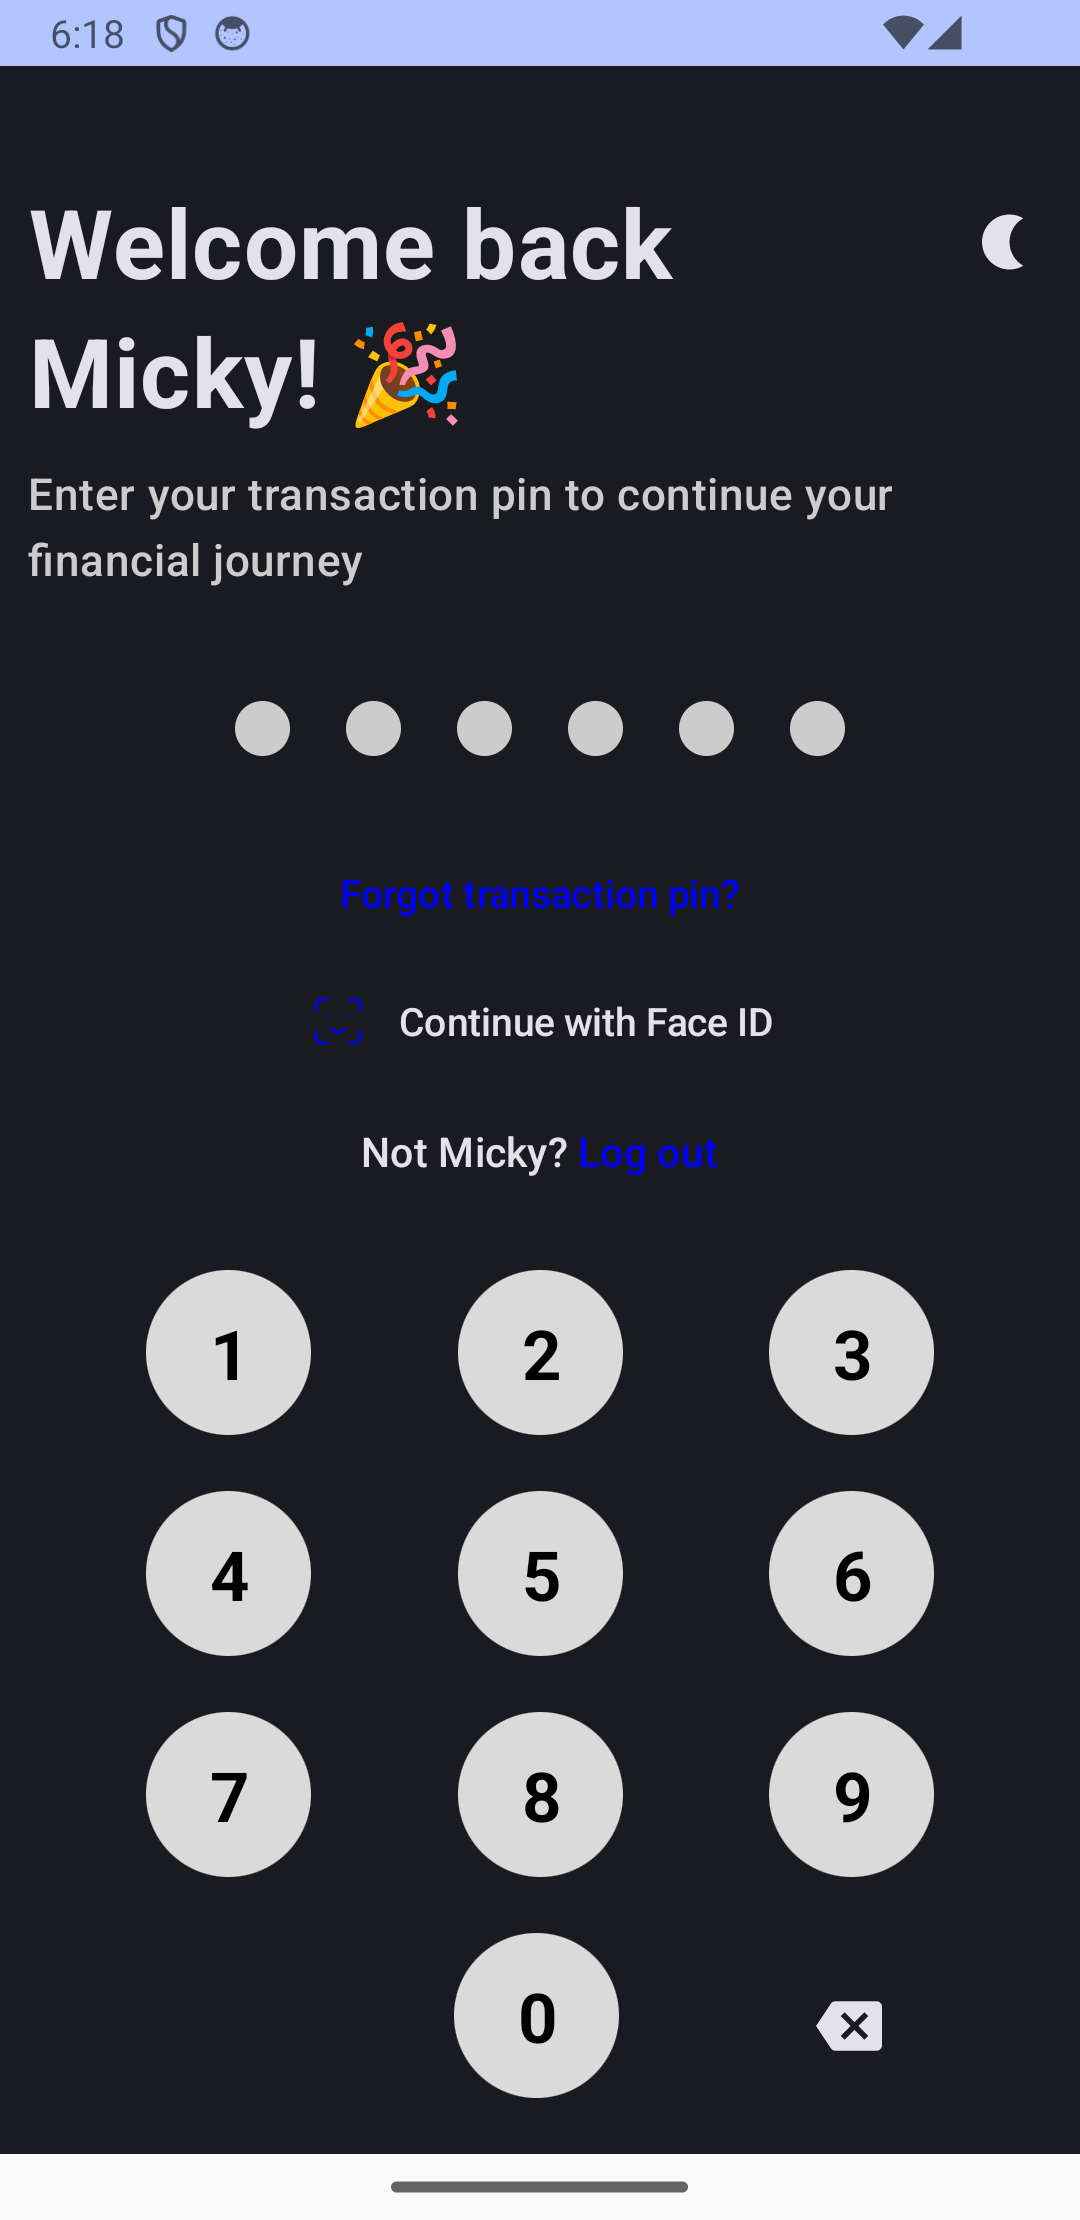 6:18
Welcome back
Micky! 🎉
Enter your transaction pin to continue your
financial journey
Forgot transaction pin?
Continue with Face ID
Not Micky? Log out
1 2 3
4 5 6
7 8 9
0